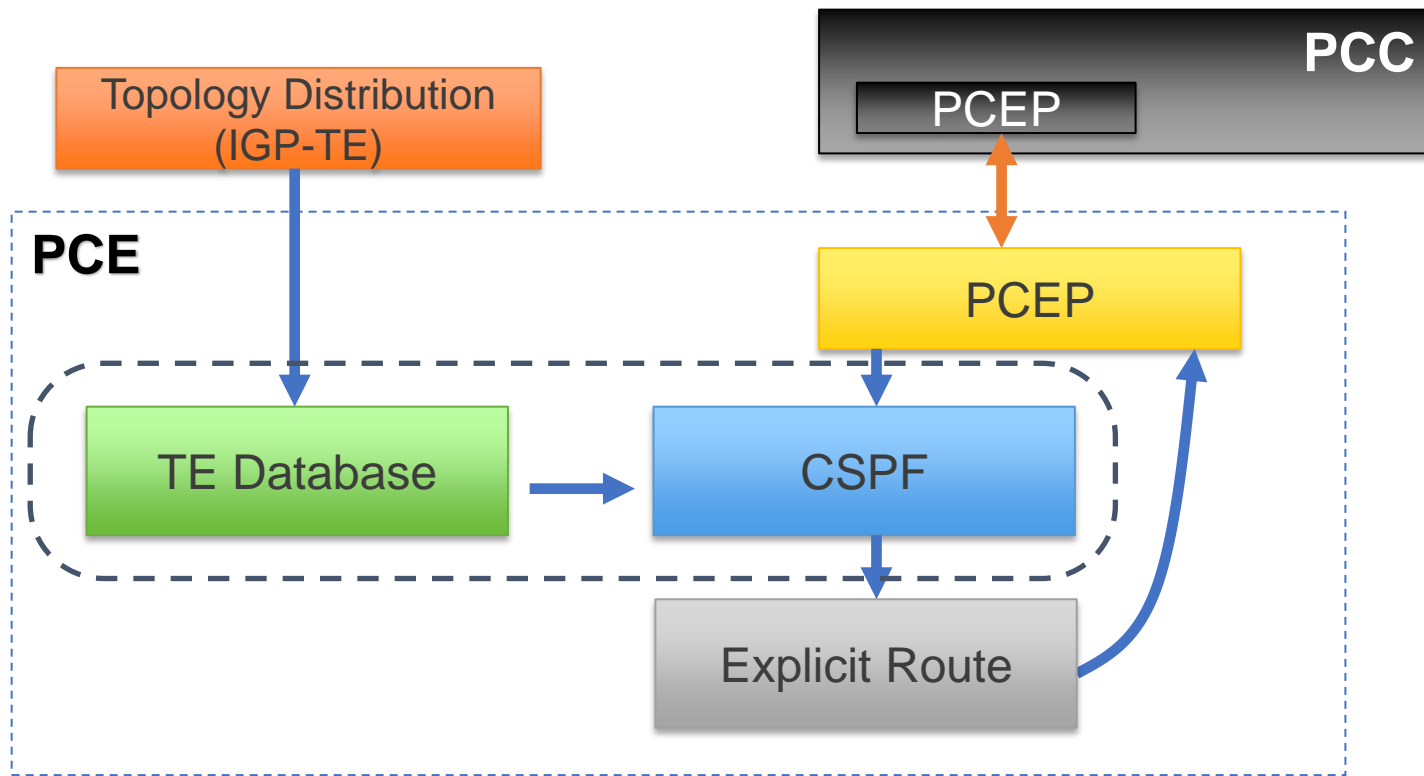 PCC
Topology Distribution
(IGP-TE)
PCEP
PCE
PCEP
TE Database
CSPF
Explicit Route